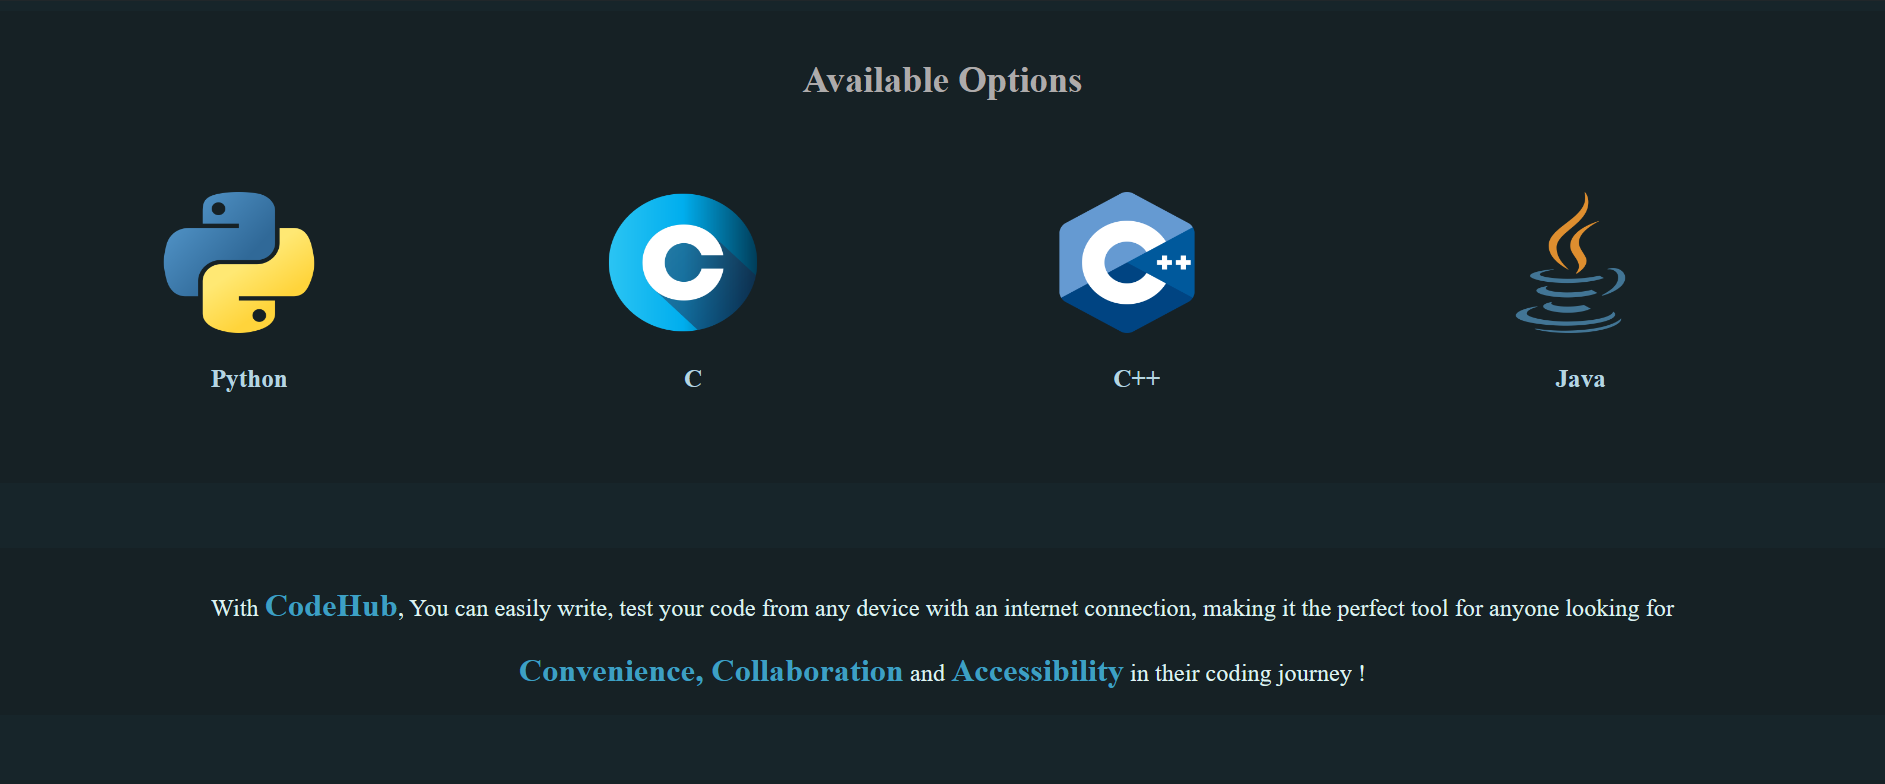 Available Options
C
C++
Python
C
C++
Java
With CodeHub, You can easily write, test your code from any device with an internet connection, making it the perfect tool for anyone looking for
Convenience, Collaboration and Accessibility in their coding journey !